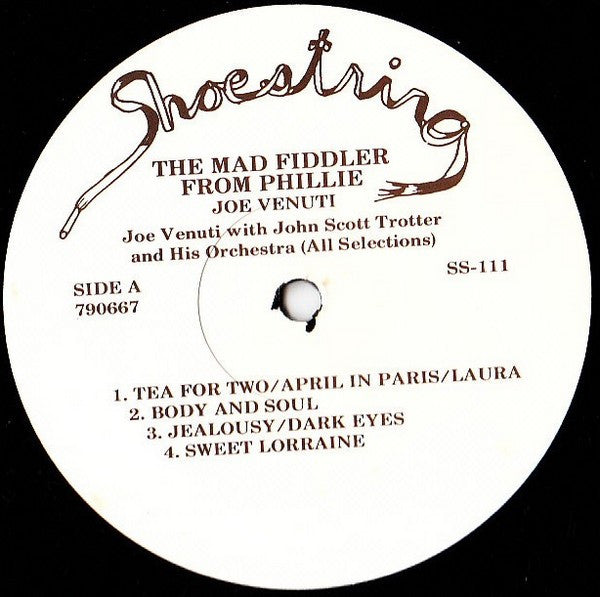 Shoestring
THE MAD FIDDLER
FROM PHILLIE
JOE VENUTI
Joe Venuti with John Scott Trotter
and His Orchestra (All Selections)
SIDE A
790667
SS-111
1. TEA FOR TWO/APRIL IN PARIS/LAURA
2. BODY AND SOUL
3. JEALOUSY/DARK EYES
4. SWEET LORRAINE